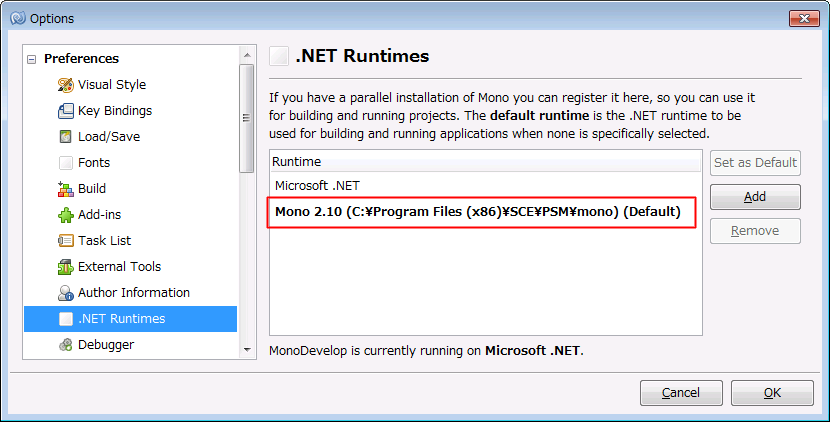 Options
Preferences
Visual Style
Key Bindings
Load/Save
Fonts
Build
Add-ins
Task List
External Tools
Author Information
.NET Runtimes
Debugger
.NET Runtimes
If you have a parallel installation of Mono you can register it here, so you can use it
for building and running projects. The default runtime is the .NET runtime to be
used for building and running applications when none is specifically selected.
Runtime
Microsoft .NET
Mono 2.10 (C:¥Program Files (x86)¥SCE¥PSM¥mono) (Default)
Set as Default
Add
Remove
MonoDevelop is currently running on Microsoft .NET.
Cancel
OK